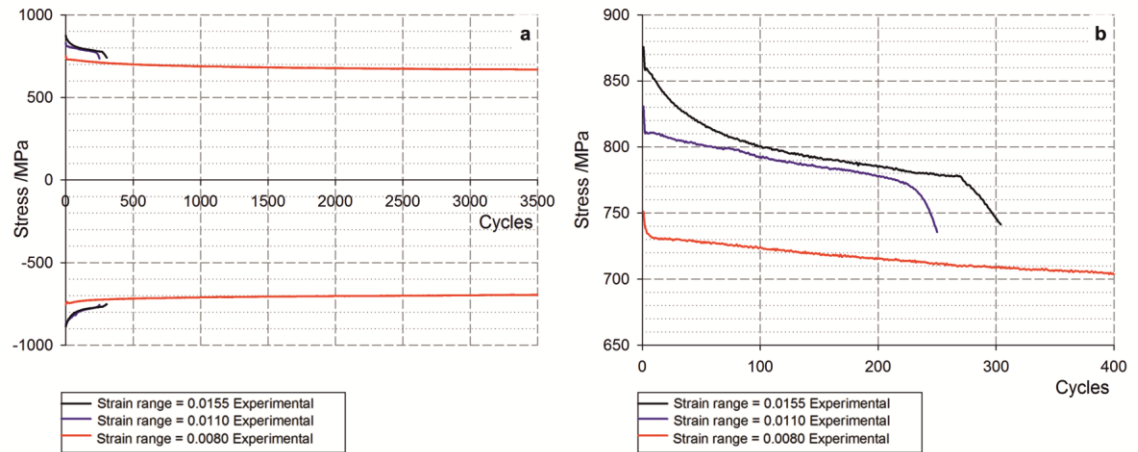 a
1000
500
0
-500
-1000
Stress /MPa
0 500 1000 1500 2000 2500 3000 3500
Cycles
Strain range = 0.0155 Experimental
Strain range = 0.0110 Experimental
Strain range = 0.0080 Experimental
b
900
850
800
750
700
650
Stress /MPa
0 100 200 300 400
Cycles
Strain range = 0.0155 Experimental
Strain range = 0.0110 Experimental
Strain range = 0.0080 Experimental